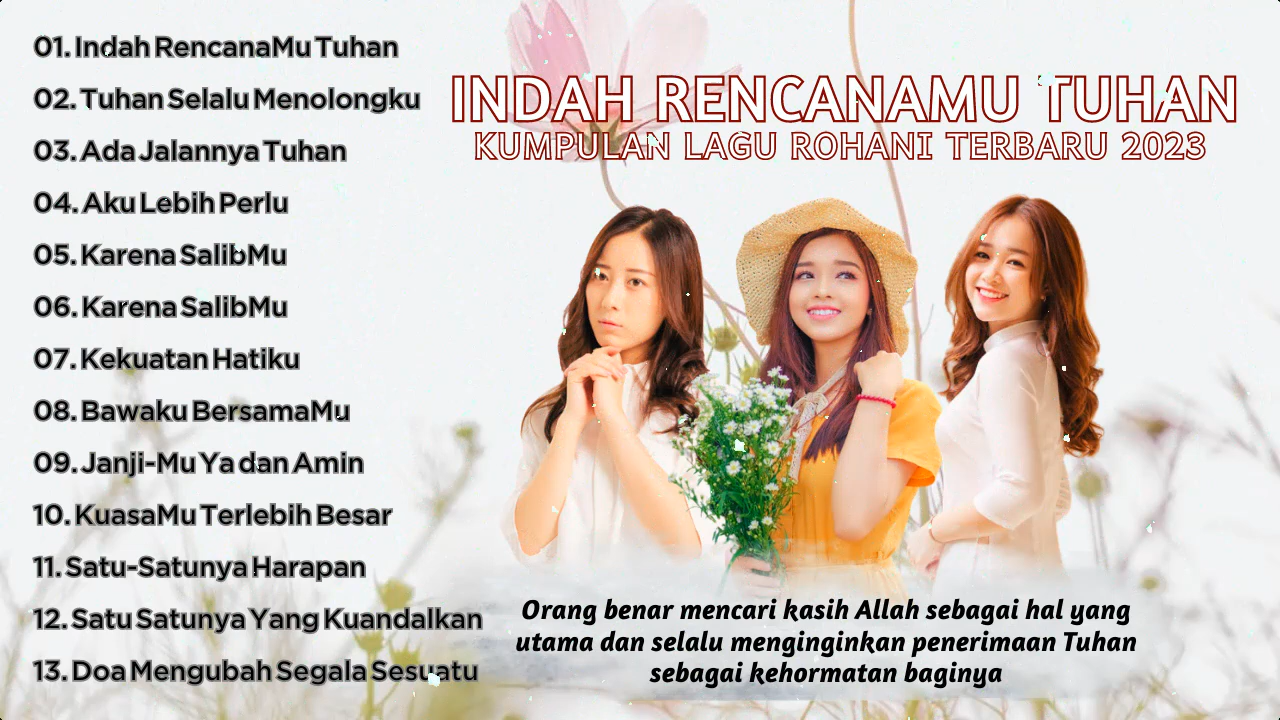 01. Indah RencanaMu Tuhan
02. Tuhan Selalu Menolongku
03. Ada Jalannya Tuhan
04. Aku Lebih Perlu
05. Karena SalibMu
06. Karena SalibMu
07. Kekuatan Hatiku
08. Bawaku BersamaMu
09. Janji-Mu Ya dan Amin
10. KuasaMu Terlebih Besar
11. Satu-Satunya Harapan
12. Satu Satunya Yang Kuandalkan
13. Doa Mengubah Segala Sesuatu
INDAH RENCANAMU TUHAN
KUMPULAN LAGU ROHANI TERBARU 2023
Orang benar mencari kasih Allah sebagai hal yang
utama dan selalu menginginkan penerimaan Tuhan
sebagai kehormatan baginya